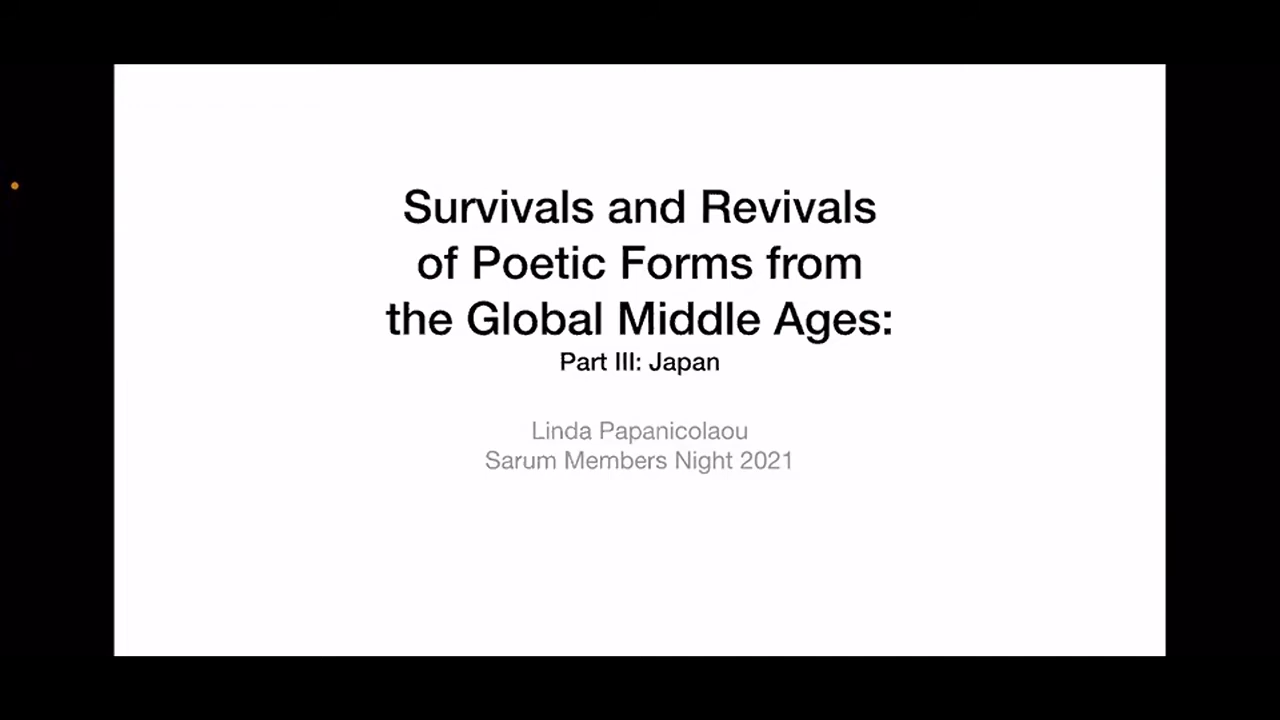 Survivals and Revivals
of Poetic Forms from
the Global Middle Ages:
Part III: Japan
Linda Papanicolaou
Sarum Members Night 2021